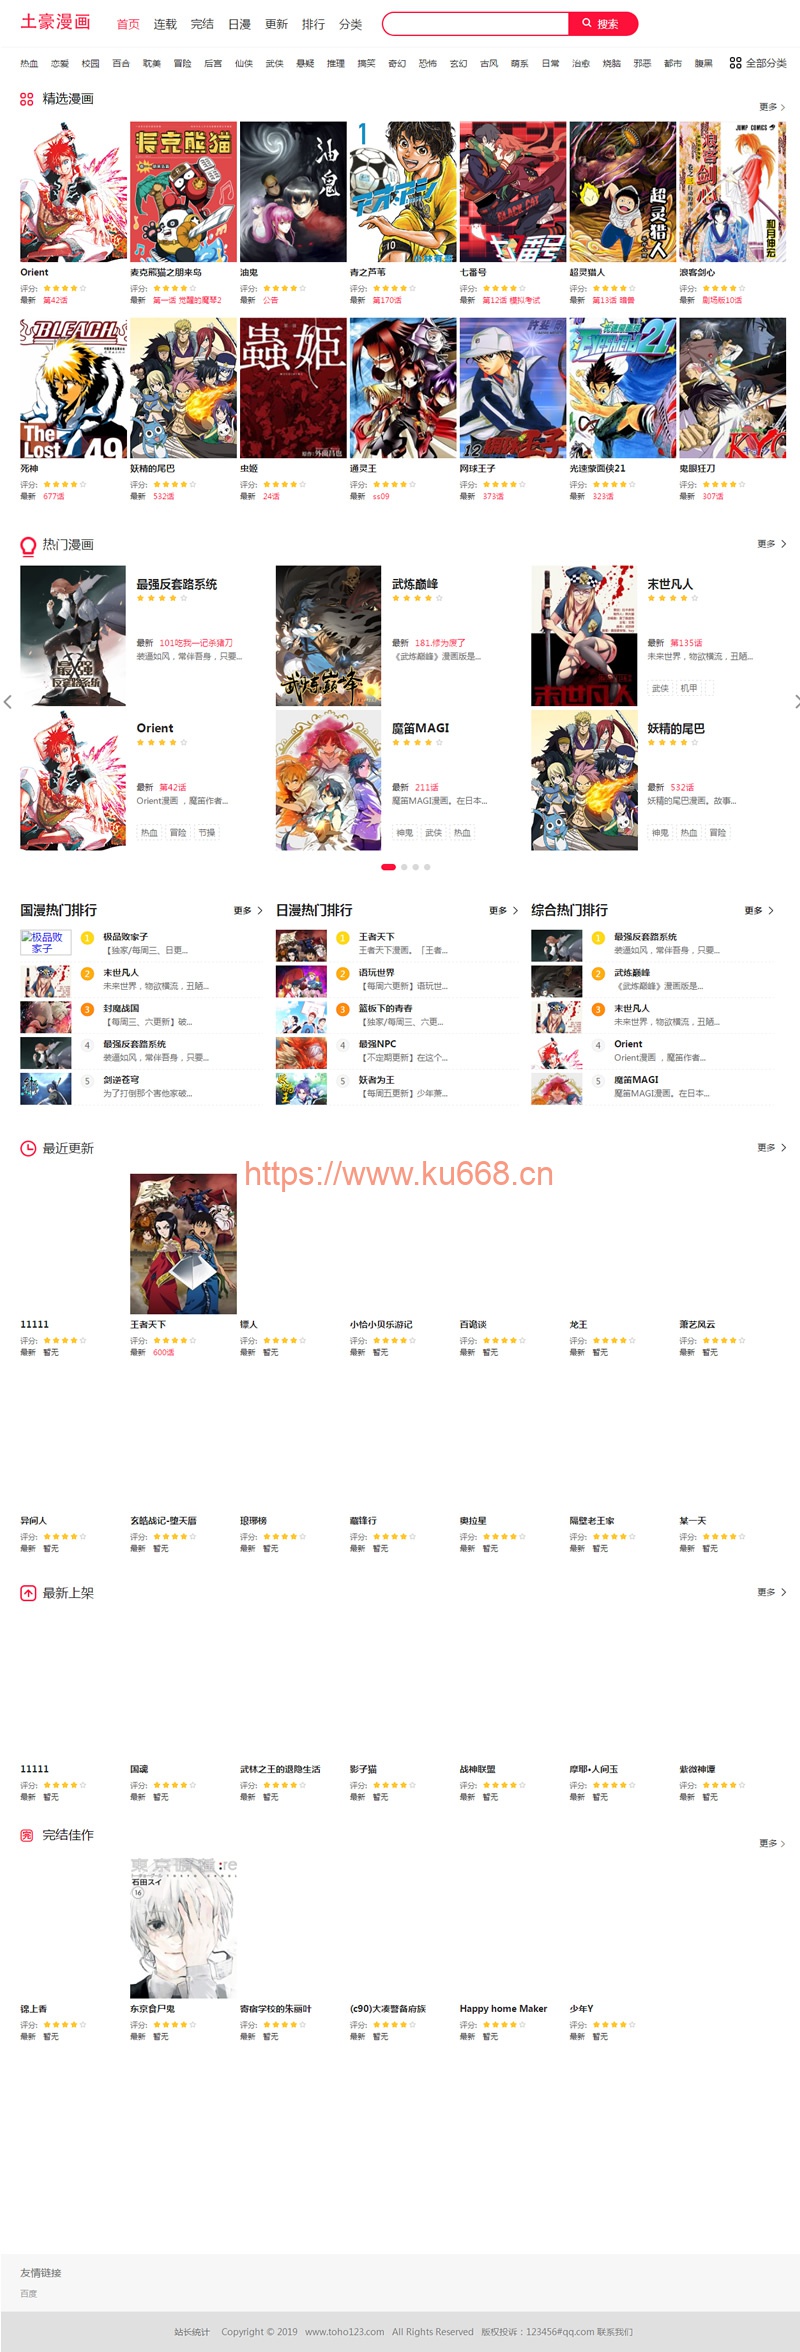 土豪漫画 首页 连载 完结 日漫 更新 排行 分类 搜索
热血 恋爱 校园 百合 耽美 冒险 后宫 仙侠 武侠 悬疑 推理 搞笑 奇幻 恐怖 玄幻 古风 萌系 日常 治愈 烧脑 邪恶 都市 腹黑 全部分类
精选漫画 更多
Orient 麦克熊猫之朋来岛 油鬼 青之芦苇 七番号 超灵猎人 浪客剑心
评分: 评分: 评分: 评分: 评分: 评分: 评分:
最新 第42话 最新 第一话 觉醒的魔琴2 最新 公告 最新 第170话 最新 第12话 模拟考试 最新 第13话 最新 剧场版10话
BLEACH 蟲姫 21
The Lost 49
死神 妖精的尾巴 虫姬 通灵王 网球王子 光速蒙面侠21 鬼眼狂刀
评分: 评分: 评分: 评分: 评分: 评分: 评分:
最新 677话 最新 532话 最新 24话 最新 ss09 最新 373话 最新 323话 最新 307话
热门漫画 更多
最强反套路系统 武炼巅峰 末世凡人
最新 101吃我一记杀猪刀 最新 181.修为废了 最新 第135话
装逼如风，常伴吾身，只要... 《武炼巅峰》漫画版是... 未来世界，物欲横流，丑陋...
武侠 机甲
Orient 魔笛MAGI 妖精的尾巴
最新 第42话 最新 211话 最新 532话
Orient漫画 ，魔笛作者... 魔笛MAGI漫画。在日本... 妖精的尾巴漫画。故事...
热血 冒险 节操 神鬼 武侠 热血 神鬼 热血 冒险
国漫热门排行 更多 日漫热门排行 更多 综合热门排行 更多
极品败家子 1 极品败家子 1 王者天下 1 最强反套路系统
【独家/每周三、日更... 王者天下漫画。「王者... 装逼如风，常伴吾身，只要...
2 末世凡人 2 语玩世界 2 武炼巅峰
未来世界，物欲横流，丑陋... 【每周六更新】语玩世... 《武炼巅峰》漫画版是...
3 封魔战国 3 篮板下的青春 3 末世凡人
【每周三、六更新】破... 【独家/每周三、六更... 未来世界，物欲横流，丑陋...
4 最强反套路系统 4 最强NPC 4 Orient
装逼如风，常伴吾身，只要... 【不定期更新】在这个... Orient漫画 ，魔笛作者...
5 剑逆苍穹 5 妖者为王 5 魔笛MAGI
为了打倒那个害他家破... 【每周五更新】少年萧... 魔笛MAGI漫画。在日本...
最近更新 更多
https://www.ku668.cn
11111 王者天下 镖人 小恰小贝乐游记 百诡谈 龙王 萧艺风云
评分: 评分: 评分: 评分: 评分: 评分: 评分:
最新 暂无 最新 600话 最新 暂无 最新 暂无 最新 暂无 最新 暂无 最新 暂无
异间人 玄皓战记-堕天厝 琅琊榜 藏锋行 奥拉星 隔壁老王家 某一天
评分: 评分: 评分: 评分: 评分: 评分: 评分:
最新 暂无 最新 暂无 最新 暂无 最新 暂无 最新 暂无 最新 暂无 最新 暂无
最新上架 更多
11111 国魂 武林之王的退隐生活 影子猫 战神联盟 摩耶·人间玉 紫微神谭
评分: 评分: 评分: 评分: 评分: 评分: 评分:
最新 暂无 最新 暂无 最新 暂无 最新 暂无 最新 暂无 最新 暂无 最新 暂无
完结佳作 更多
石田スイ
16
锦上香 东京食尸鬼 寄宿学校的朱丽叶 (c90)大凑警备府族 Happy home Maker 少年Y
评分: 评分: 评分: 评分: 评分: 评分:
最新 暂无 最新 暂无 最新 暂无 最新 暂无 最新 暂无 最新 暂无
友情链接
百度
站长统计 Copyright © 2019 www.toho123.com All Rights Reserved 版权投诉：123456#qq.com 联系我们